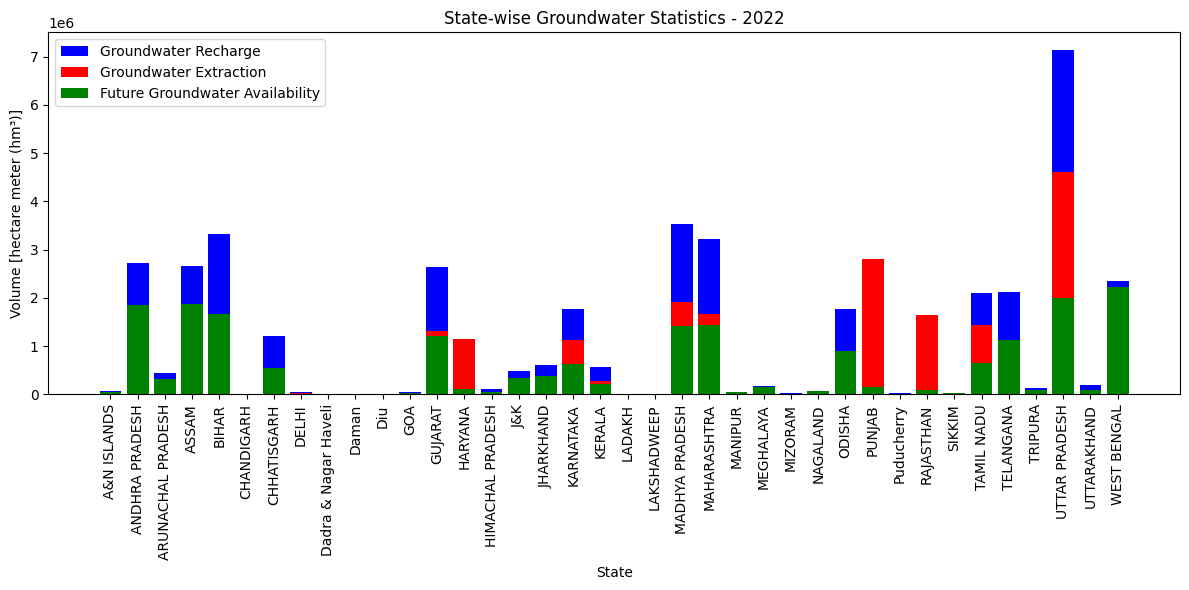 State-wise Groundwater Statistics - 2022
1e6
Groundwater Recharge
Groundwater Extraction
Future Groundwater Availability
Volume [hectare meter (hm³)]
7
6
5
4
3
2
1
0
A&N ISLANDS
ANDHRA PRADESH
ARUNACHAL PRADESH
ASSAM
BIHAR
CHANDIGARH
CHHATISGARH
DELHI
Dadra & Nagar Haveli
Daman
Diu
GOA
GUJARAT
HARYANA
HIMACHAL PRADESH
J&K
JHARKHAND
KARNATAKA
KERALA
LADAKH
LAKSHADWEEP
MADHYA PRADESH
MAHARASHTRA
MANIPUR
MEGHALAYA
MIZORAM
NAGALAND
ODISHA
PUNJAB
Puducherry
RAJASTHAN
SIKKIM
TAMIL NADU
TELANGANA
TRIPURA
UTTAR PRADESH
UTTARAKHAND
WEST BENGAL
State